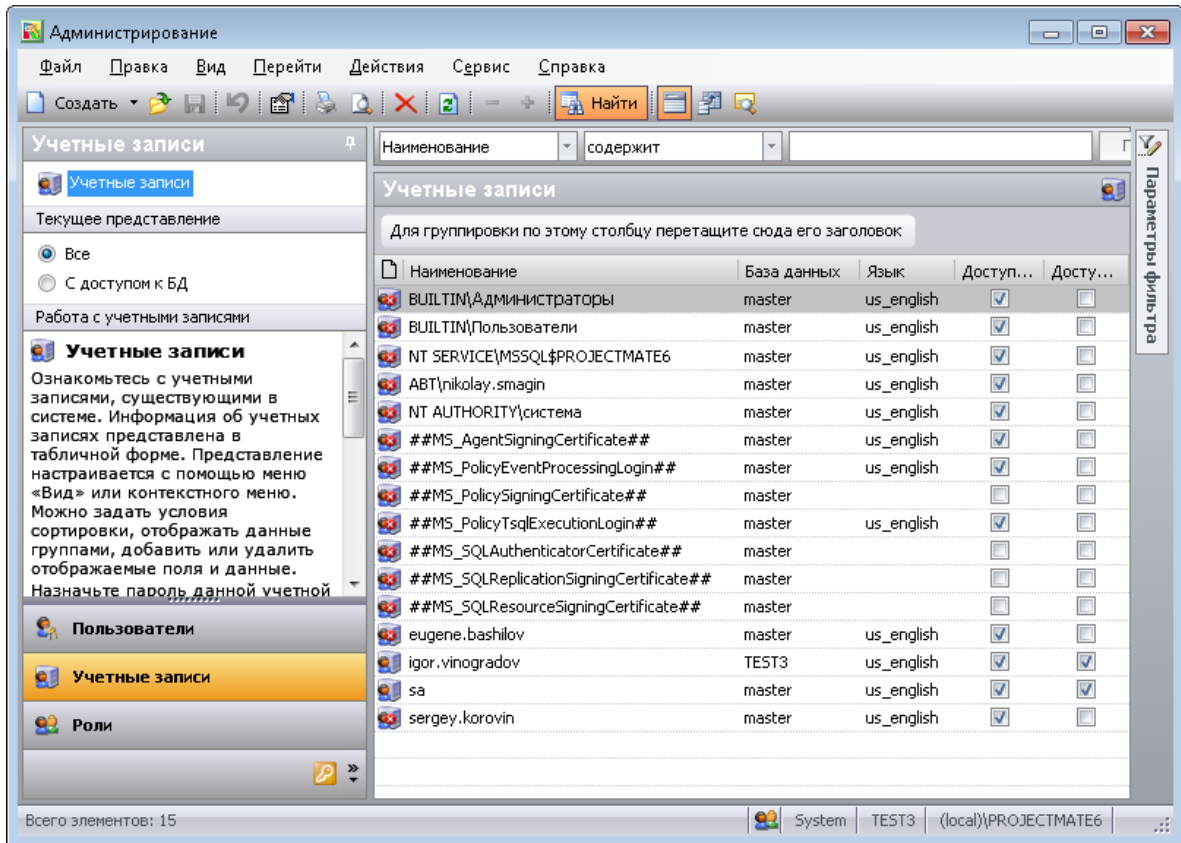 Администрирование
Файл Правка Вид Перейти Действия Сервис Справка
Создать Найти
Учетные записи
Учетные записи
Текущее представление
Все
С доступом к БД
Работа с учетными записями
Учетные записи
Ознакомьтесь с учетными
записями, существующими в
системе. Информация об учетных
записях представлена в
табличной форме. Представление
настраивается с помощью меню
«Вид» или контекстного меню.
Можно задать условия
сортировки, отображать данные
группами, добавить или удалить
отображаемые поля и данные.
Назначьте пароль данной учетной
Пользователи
Учетные записи
Роли
Наименование содержит
Учетные записи
Для группировки по этому столбцу перетащите сюда его заголовок
Наименование База данных Язык Доступ... Досту...
BUILTIN\Администраторы master us_english
BUILTIN\Пользователи master us_english
NT SERVICE\MSSQL$PROJECTMATE6 master us_english
ABT\nikolay.smagin master us_english
NT AUTHORITY\система master us_english
##MS_AgentSigningCertificate## master us_english
##MS_PolicyEventProcessingLogin## master us_english
##MS_PolicySigningCertificate## master
##MS_PolicyTsqlExecutionLogin## master us_english
##MS_SQLAuthenticatorCertificate## master
##MS_SQLReplicationSigningCertificate## master
##MS_SQLResourceSigningCertificate## master
eugene.bashilov master us_english
igor.vinogradov TEST3 us_english
sa master us_english
sergey.korovin master us_english
Параметры фильтра
Всего элементов: 15 System TEST3 (local)\PROJECTMATE6